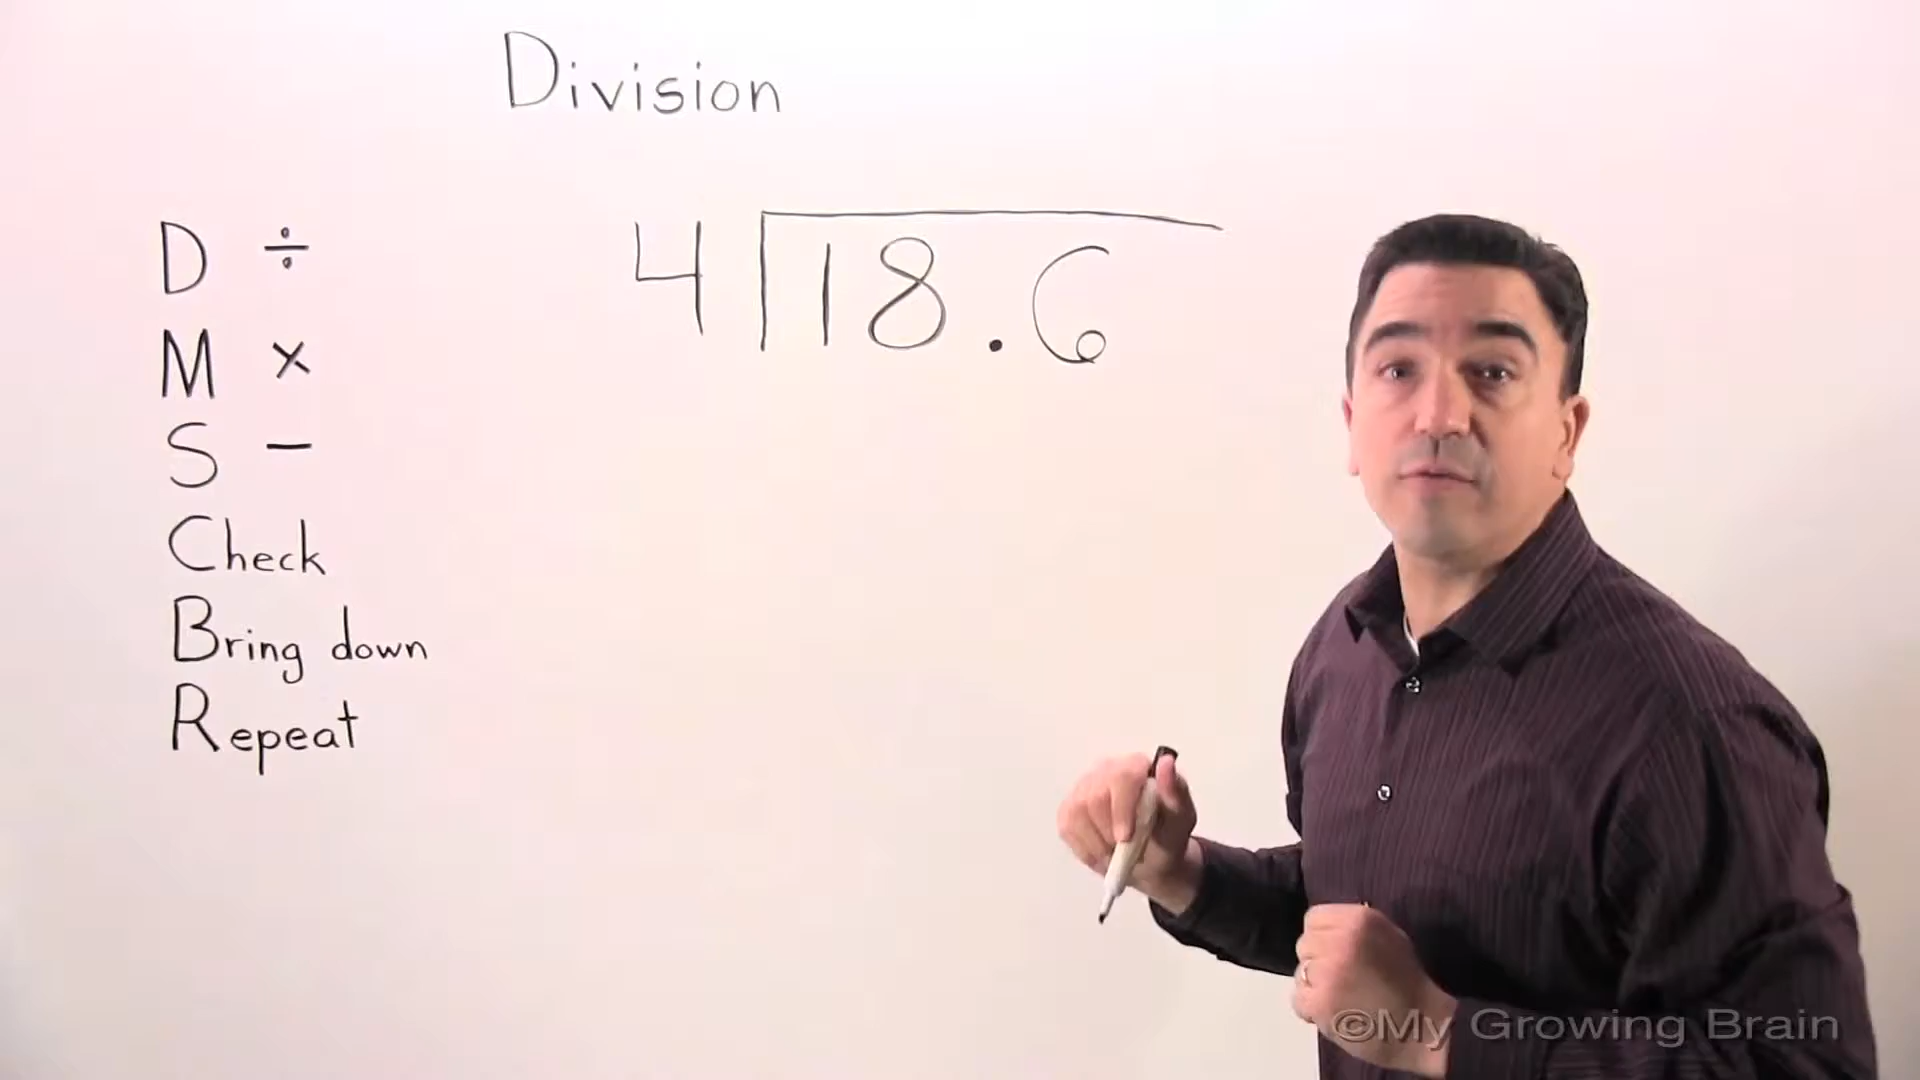 Division
D ÷
M ×
S −
Check
Bring down
Repeat
4 18.6
©My Growing Brain